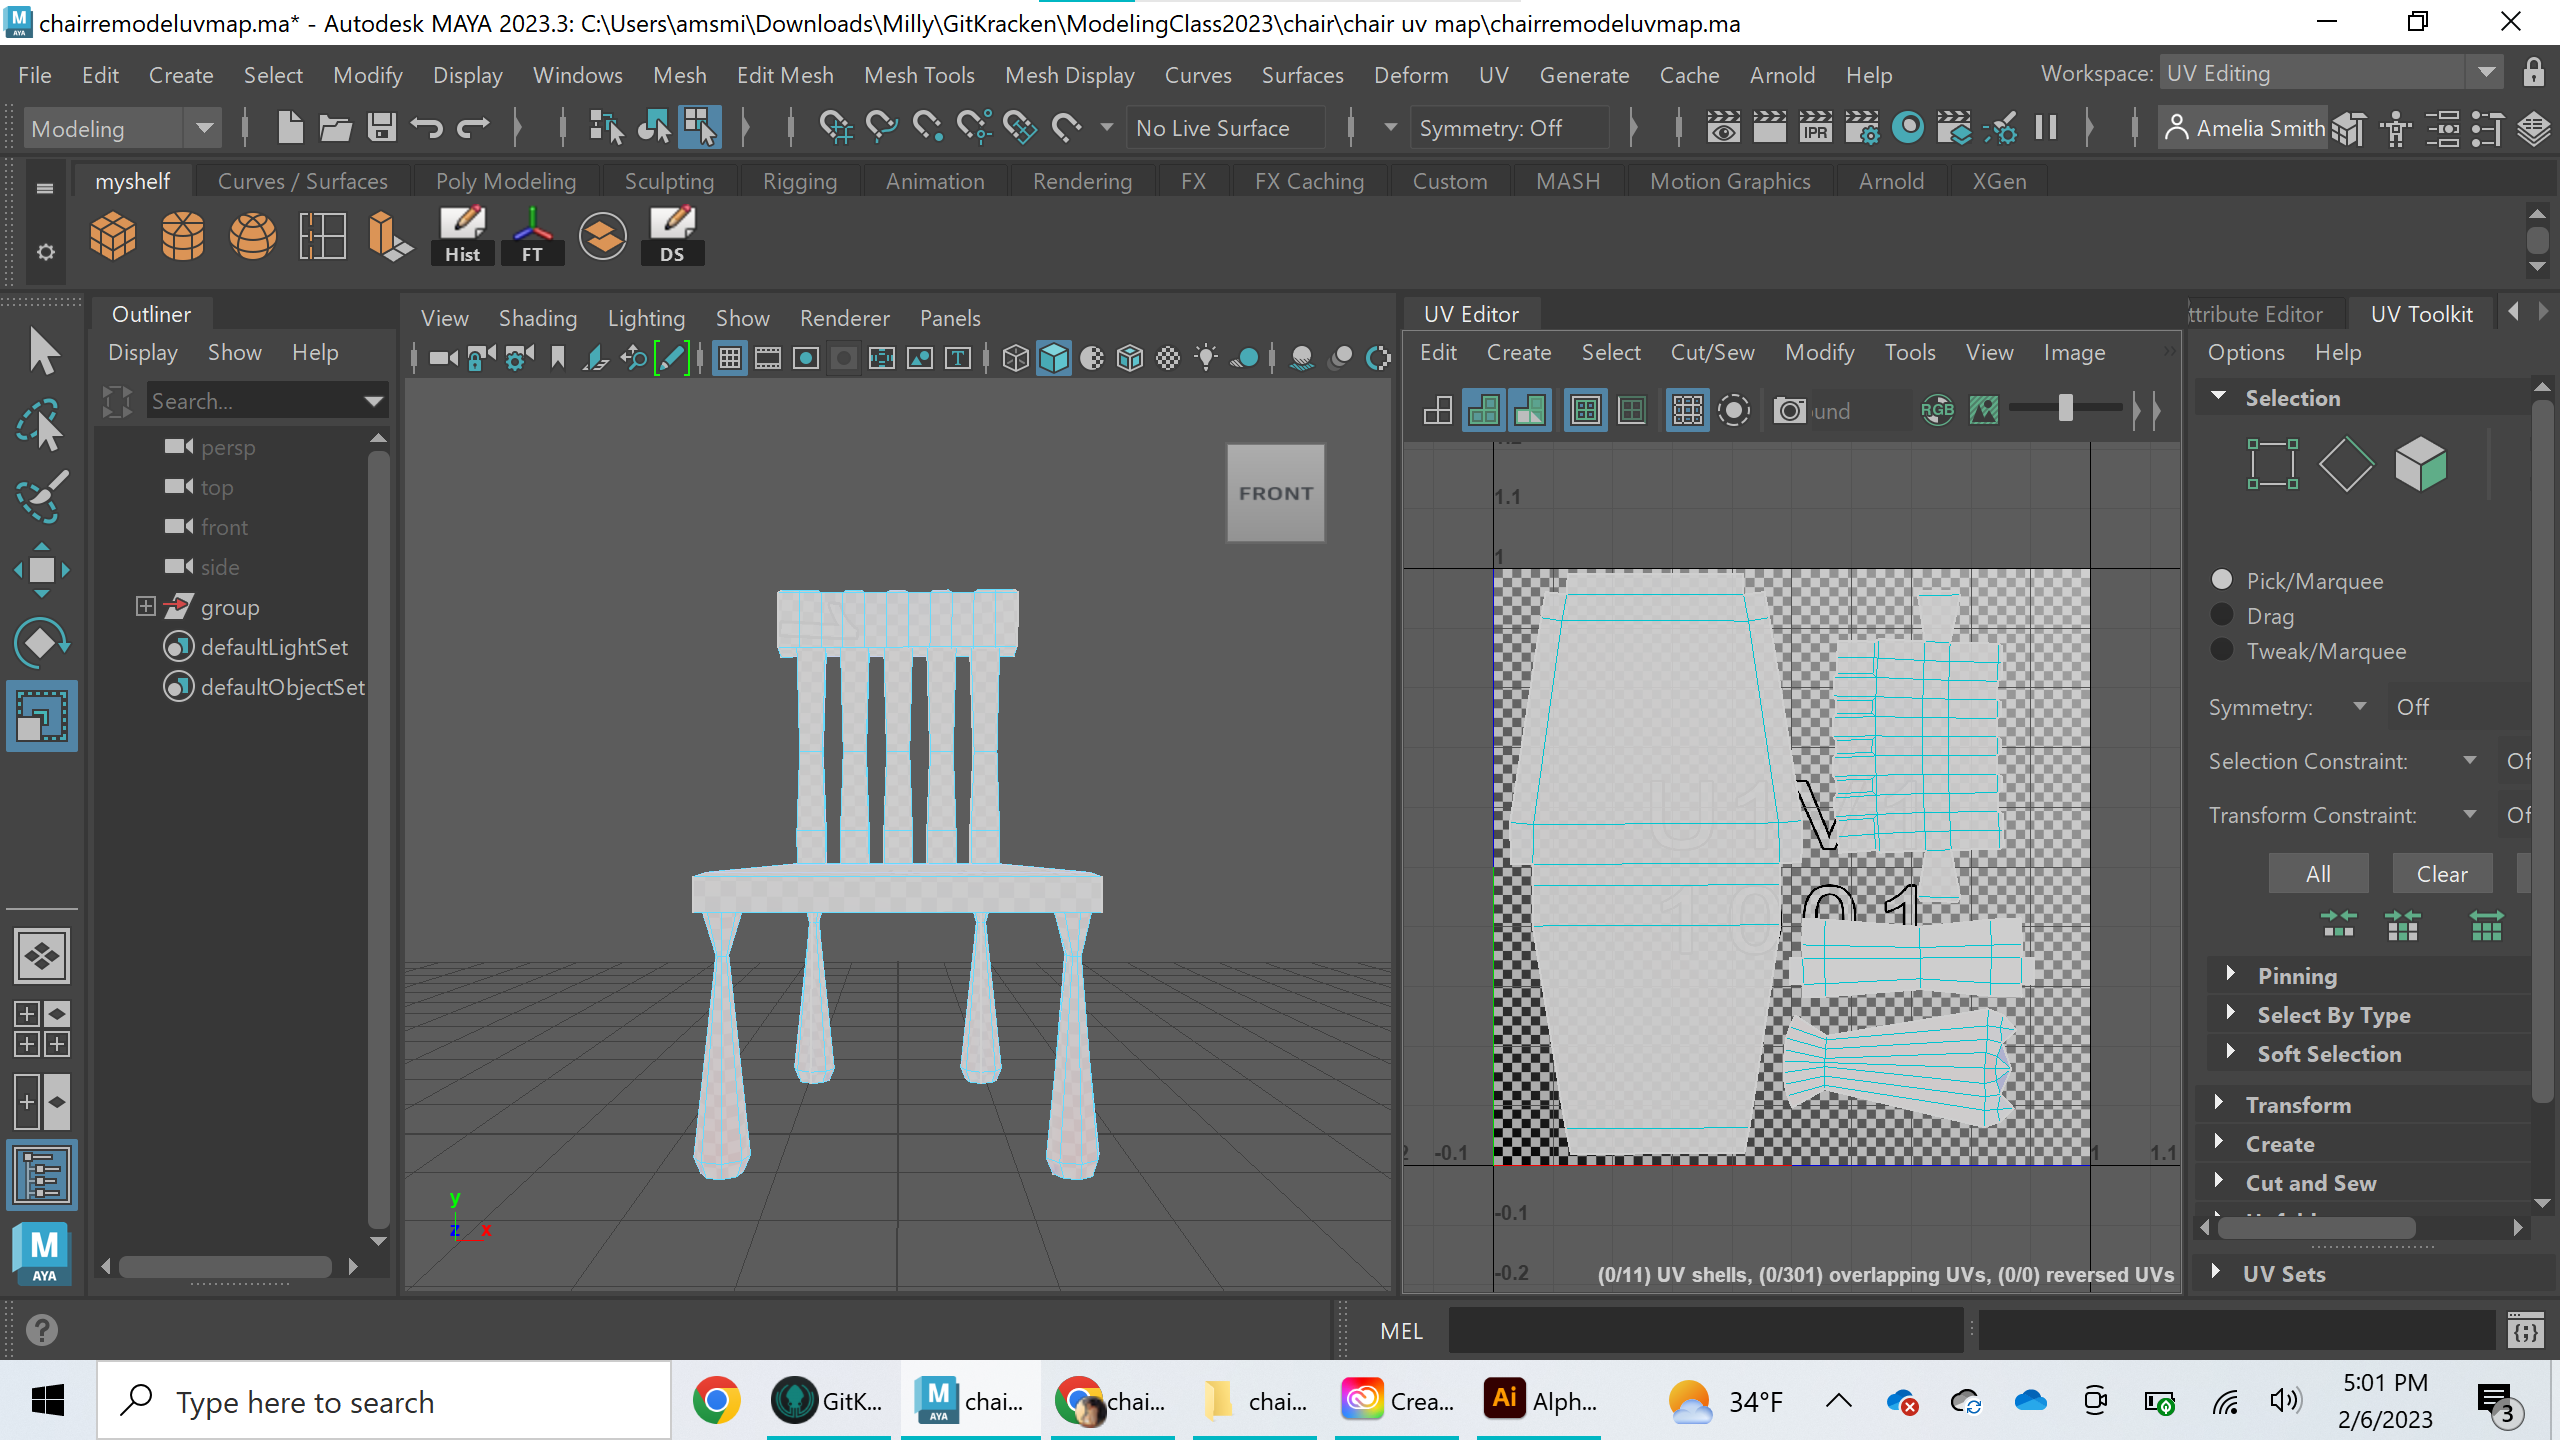 chairremodeluvmap.ma* - Autodesk MAYA 2023.3: C:\Users\amsmi\Downloads\Milly\GitKracken\ModelingClass2023\chair\chair uv map\chairremodeluvmap.ma
File Edit Create Select Modify Display Windows Mesh Edit Mesh Mesh Tools Mesh Display Curves Surfaces Deform UV Generate Cache Arnold Help Workspace: UV Editing
Modeling No Live Surface Symmetry: Off IPR Amelia Smith
myshelf Curves / Surfaces Poly Modeling Sculpting Rigging Animation Rendering FX FX Caching Custom MASH Motion Graphics Arnold XGen
Hist FT DS
Outliner
Display Show Help
Search...
persp
top
front
side
group
defaultLightSet
defaultObjectSet
View Shading Lighting Show Renderer Panels
FRONT
y
z x
UV Editor
Edit Create Select Cut/Sew Modify Tools View Image
und RGB
1.1
1
U1 V1
1001
-0.1 1 1.1
-0.1
-0.2
(0/11) UV shells, (0/301) overlapping UVs, (0/0) reversed UVs
ttribute Editor UV Toolkit
Options Help
Selection
Pick/Marquee
Drag
Tweak/Marquee
Symmetry: Off
Selection Constraint: Of
Transform Constraint: Of
All Clear
Pinning
Select By Type
Soft Selection
Transform
Create
Cut and Sew
UV Sets
MEL
M
AYA
Type here to search
GitK... chai... chai... chai... Crea... Ai Alph... 34°F
5:01 PM
2/6/2023
3